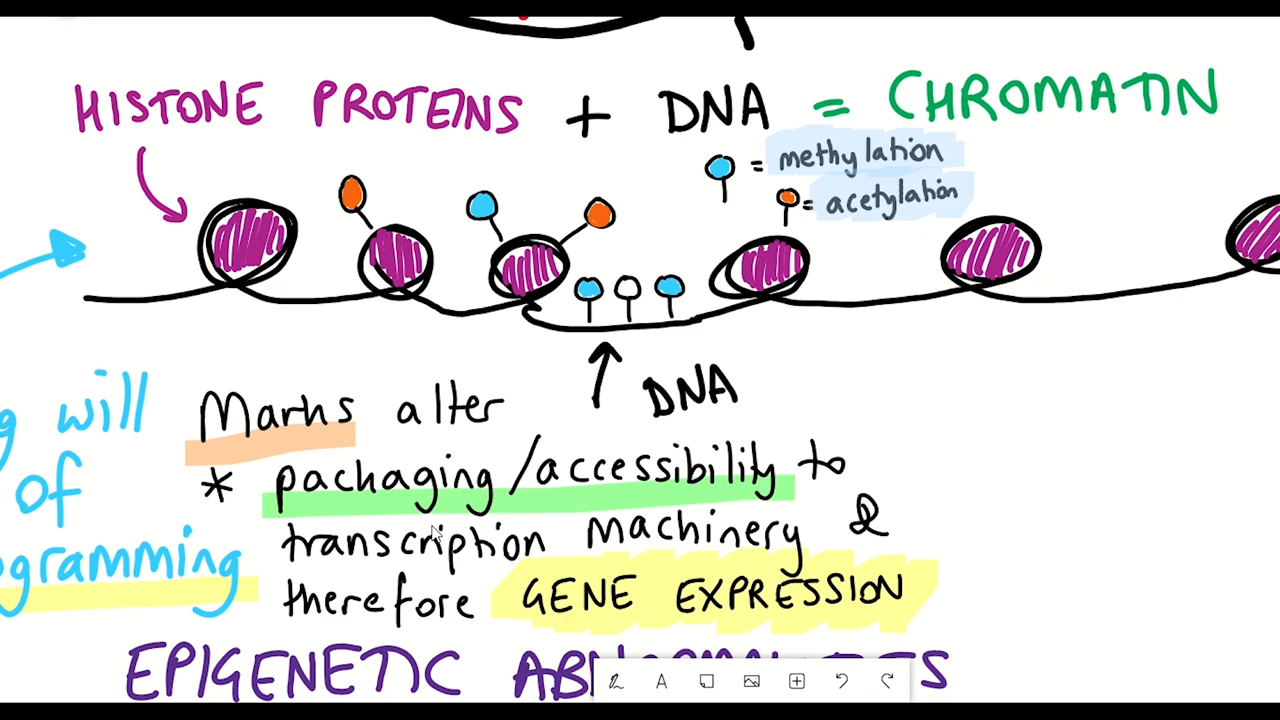 HISTONE PROTEINS + DNA = CHROMATIN
= methylation
= acetylation
DNA
will
of
Marks alter
* packaging/accessibility to
transcription machinery &
therefore GENE EXPRESSION
EPIGENETIC
A